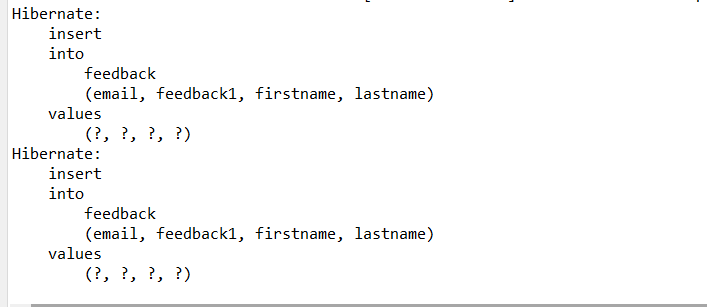 Hibernate:
    insert
    into
        feedback
        (email, feedback1, firstname, lastname)
    values
        (?, ?, ?, ?)
Hibernate:
    insert
    into
        feedback
        (email, feedback1, firstname, lastname)
    values
        (?, ?, ?, ?)